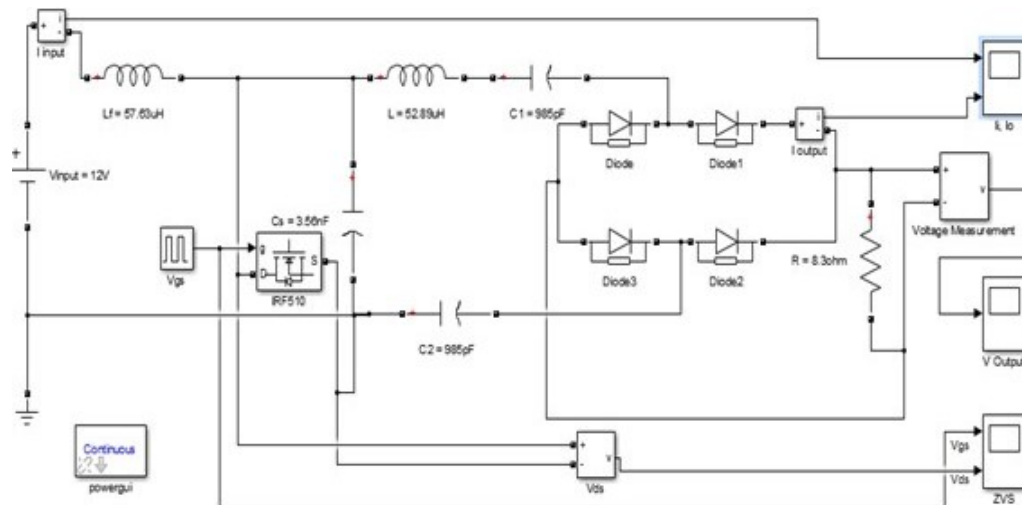 I input
+
i
-
Lf = 57.63uH
L = 52.89uH
C1 = 985pF
Ii, Io
Diode
Diode1
i
+
-
I output
+
Vinput = 12V
+
-
v
Voltage Measurement
Cs = 3.56nF
Vgs
g
D
S
IRF510
Diode3
Diode2
R = 8.3ohm
C2 = 985pF
V Output
Continuous
powergui
+
-
v
Vds
Vgs
Vds
ZVS